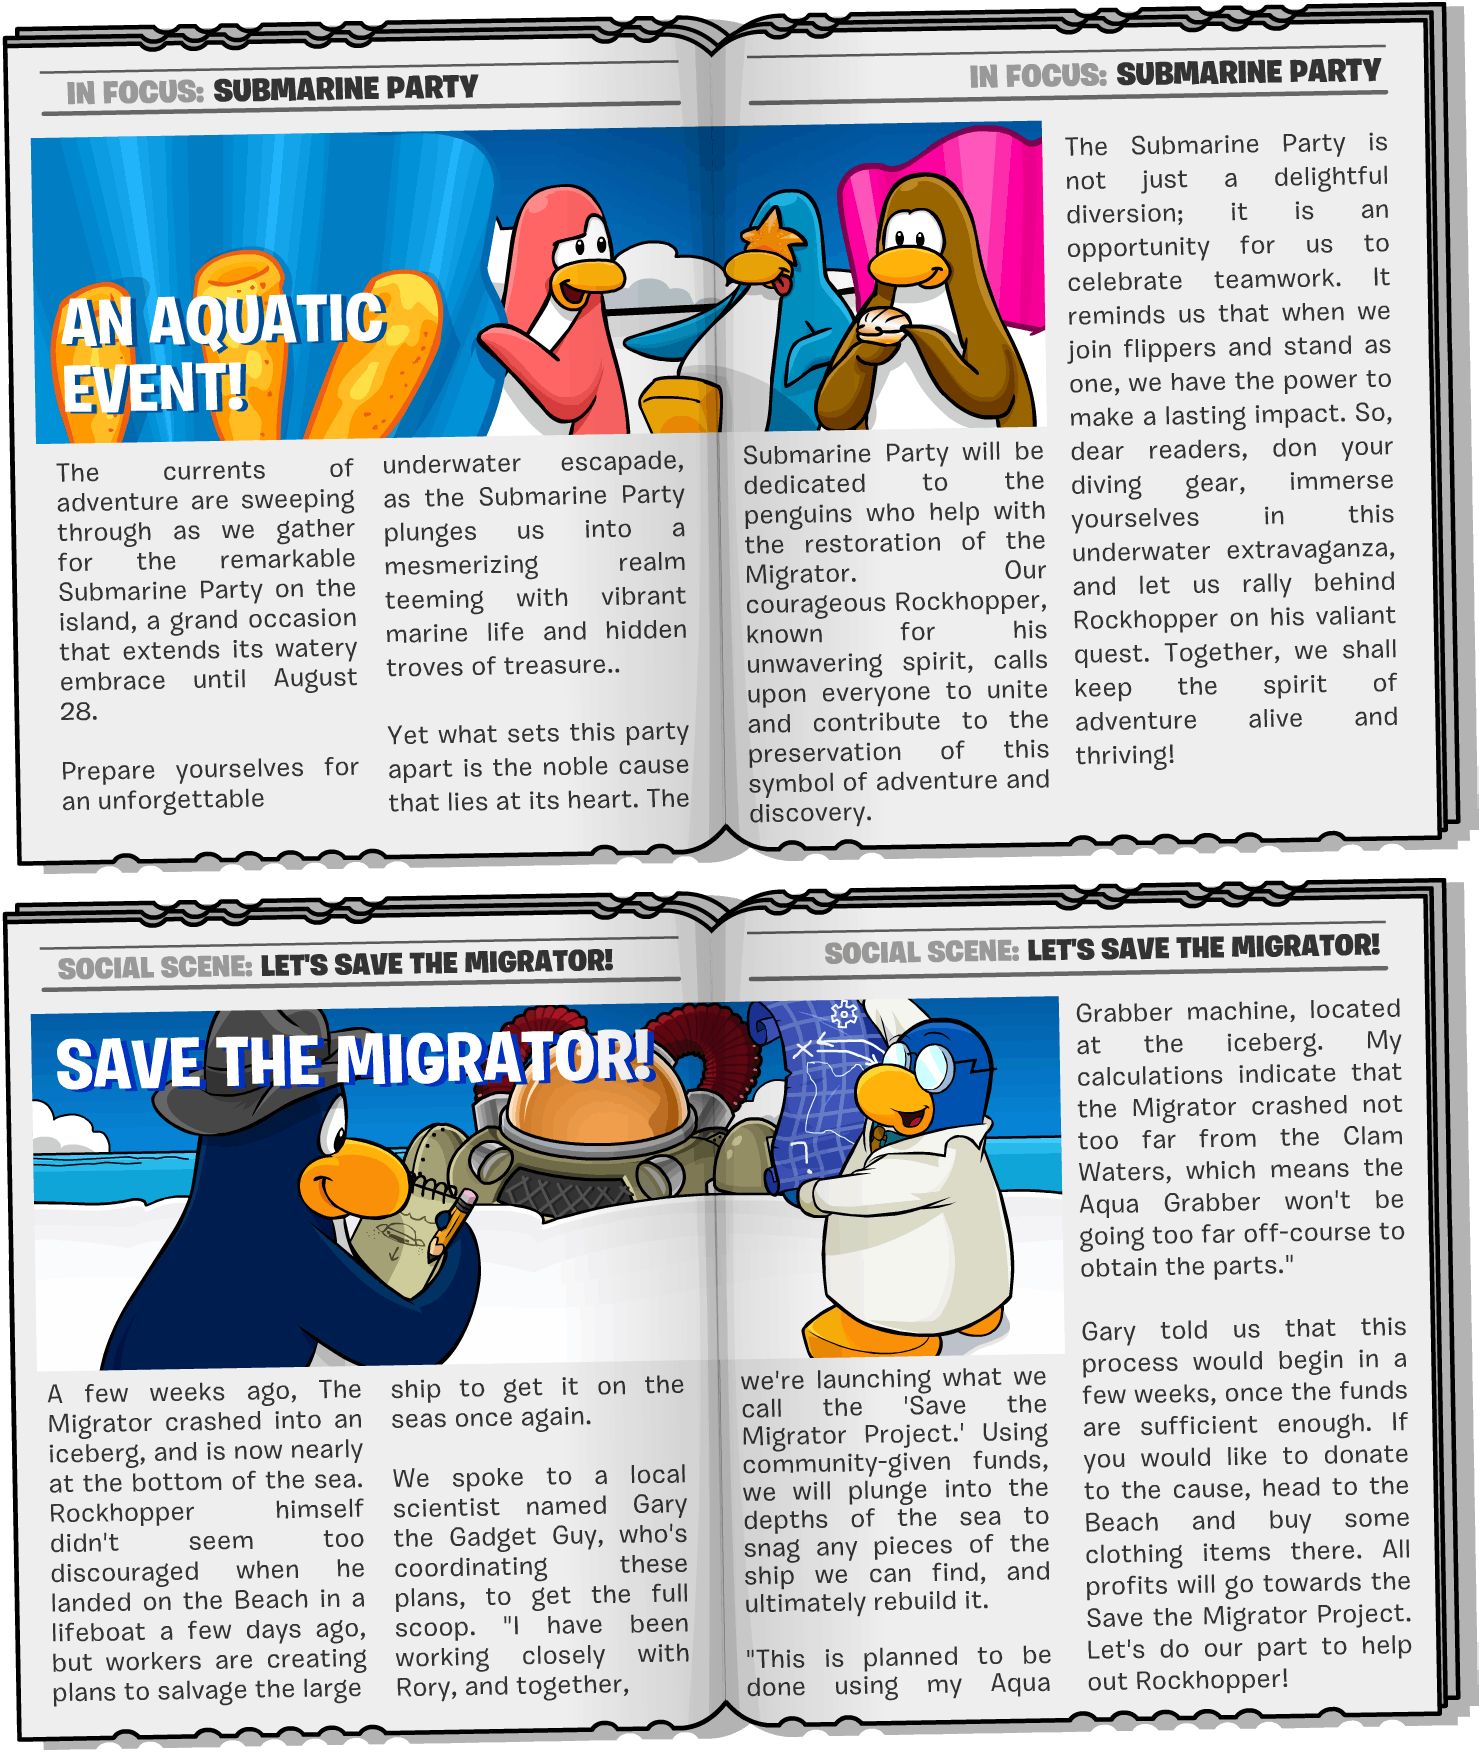 IN FOCUS: SUBMARINE PARTY
IN FOCUS: SUBMARINE PARTY
AN AQUATIC
EVENT!
The currents of
adventure are sweeping
through as we gather
for the remarkable
Submarine Party on the
island, a grand occasion
that extends its watery
embrace until August
28.
Prepare yourselves for
an unforgettable
underwater escapade,
as the Submarine Party
plunges us into a
mesmerizing realm
teeming with vibrant
marine life and hidden
troves of treasure..
Yet what sets this party
apart is the noble cause
that lies at its heart. The
Submarine Party will be
dedicated to the
penguins who help with
the restoration of the
Migrator. Our
courageous Rockhopper,
known for his
unwavering spirit, calls
upon everyone to unite
and contribute to the
preservation of this
symbol of adventure and
discovery.
The Submarine Party is
not just a delightful
diversion; it is an
opportunity for us to
celebrate teamwork. It
reminds us that when we
join flippers and stand as
one, we have the power to
make a lasting impact. So,
dear readers, don your
diving gear, immerse
yourselves in this
underwater extravaganza,
and let us rally behind
Rockhopper on his valiant
quest. Together, we shall
keep the spirit of
adventure alive and
thriving!
SOCIAL SCENE: LET'S SAVE THE MIGRATOR!
SOCIAL SCENE: LET'S SAVE THE MIGRATOR!
SAVE THE MIGRATOR!
A few weeks ago, The
Migrator crashed into an
iceberg, and is now nearly
at the bottom of the sea.
Rockhopper himself
didn't seem too
discouraged when he
landed on the Beach in a
lifeboat a few days ago,
but workers are creating
plans to salvage the large
ship to get it on the
seas once again.
We spoke to a local
scientist named Gary
the Gadget Guy, who's
coordinating these
plans, to get the full
scoop. "I have been
working closely with
Rory, and together,
we're launching what we
call the 'Save the
Migrator Project.' Using
community-given funds,
we will plunge into the
depths of the sea to
snag any pieces of the
ship we can find, and
ultimately rebuild it.
"This is planned to be
done using my Aqua
Grabber machine, located
at the iceberg. My
calculations indicate that
the Migrator crashed not
too far from the Clam
Waters, which means the
Aqua Grabber won't be
going too far off-course to
obtain the parts."
Gary told us that this
process would begin in a
few weeks, once the funds
are sufficient enough. If
you would like to donate
to the cause, head to the
Beach and buy some
clothing items there. All
profits will go towards the
Save the Migrator Project.
Let's do our part to help
out Rockhopper!